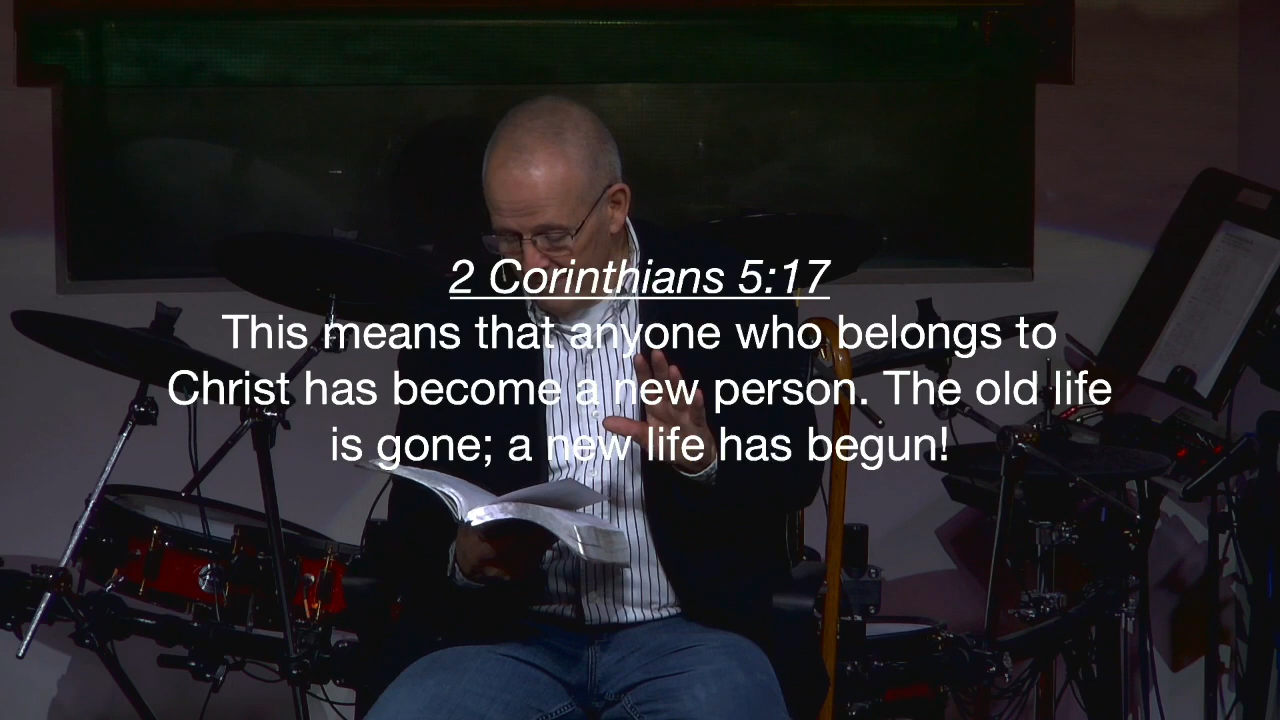 2 Corinthians 5:17
This means that anyone who belongs to
Christ has become a new person. The old life
is gone; a new life has begun!